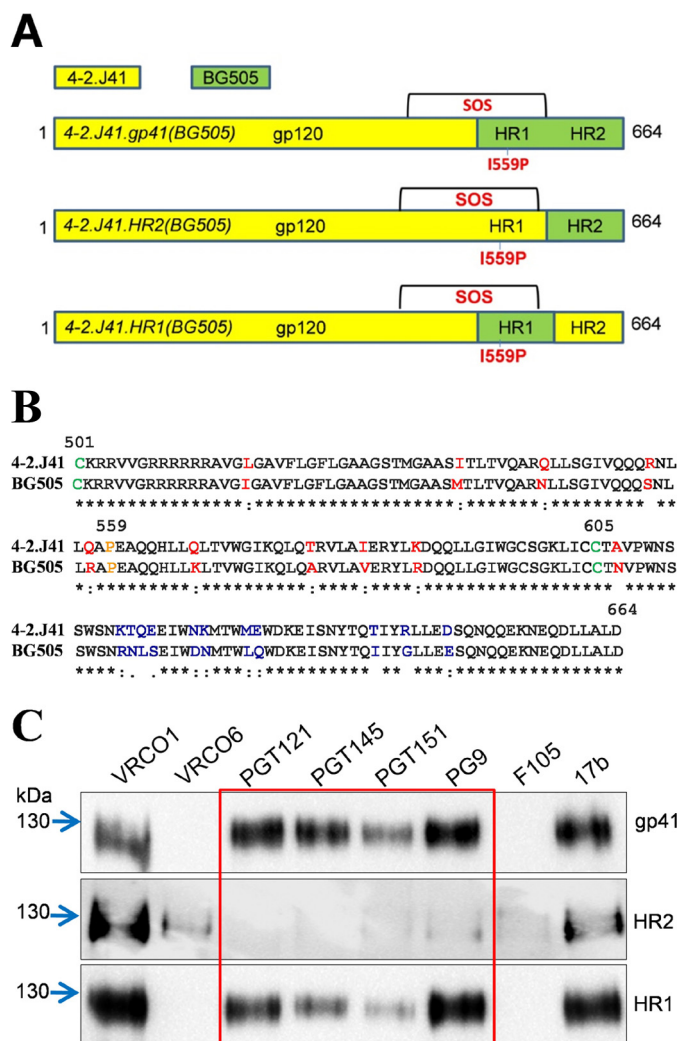 A
4-2.J41 BG505
SOS
1 4-2.J41.gp41(BG505) gp120 HR1 HR2 664
I559P
SOS
1 4-2.J41.HR2(BG505) gp120 HR1 HR2 664
I559P
SOS
1 4-2.J41.HR1(BG505) gp120 HR1 HR2 664
I559P
B
501
4-2.J41 CKRRVVGRRRRRRAVGLGAVFLGFLGAAGSTMGAASITLTVQARQLLSGIVQQQRNL
BG505 CKRRVVGRRRRRRAVGIGAVFLGFLGAAGSTMGAASMTLTVQARNLLSGIVQQQSNL
****************:*******************:*******:********* **
559 605
4-2.J41 LQAPEAQQHLLQLTVWGIKQLQTRVLAIERYLKDQQLLGIWGCSGKLICCTAVPWNS
BG505 LRAPEAQQHLLKLTVWGIKQLQARVLAVERYLRDQQLLGIWGCSGKLICCTNVPWNS
*:*********:**********:****:****:****************** *****
664
4-2.J41 SWSNKTQEEIWNKMTWMEWDKEISNYTQTIYRLLEDSQNQQEKNEQDLLALD
BG505 SWSNRNLSEIWDNMTWLQWDKEISNYTQIIYGLLEESQNQQEKNEQDLLALD
****:. .***::***::********** ** ***:****************
C
VRCO1 VRCO6 PGT121 PGT145 PGT151 PG9 F105 17b
kDa
130 gp41
130 HR2
130 HR1